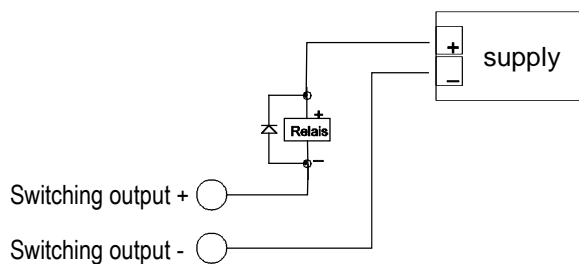 +
supply
−
+
Relais
−
Switching output +
Switching output -